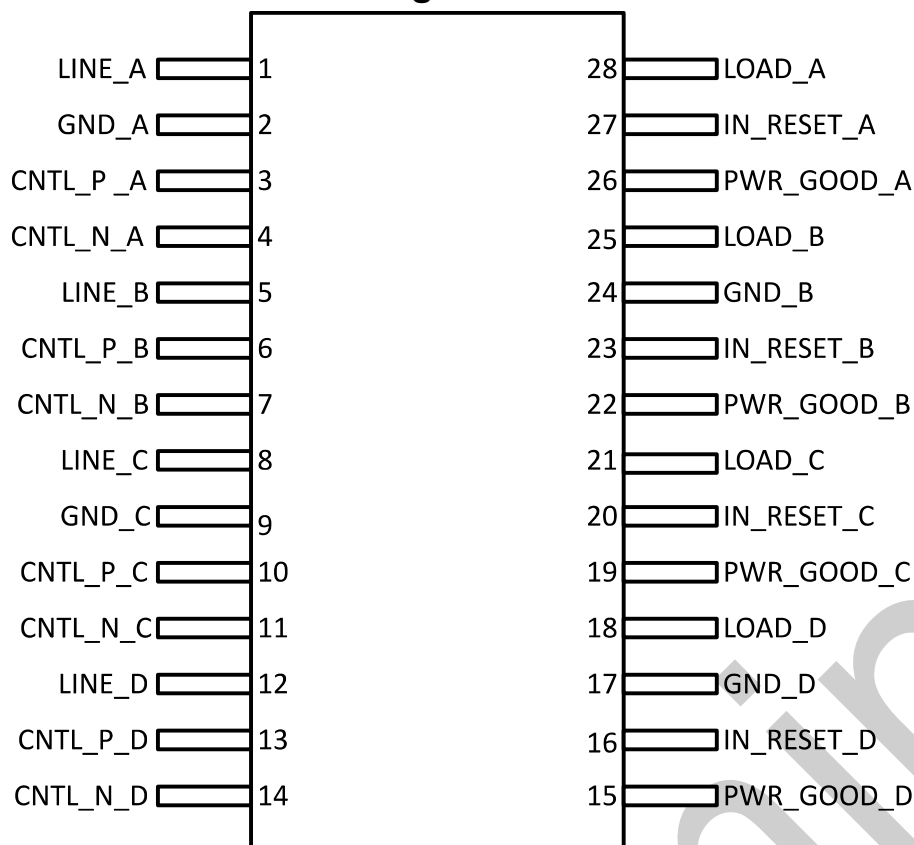 LINE_A 1 28 LOAD_A
GND_A 2 27 IN_RESET_A
CNTL_P _A 3 26 PWR_GOOD_A
CNTL_N_A 4 25 LOAD_B
LINE_B 5 24 GND_B
CNTL_P_B 6 23 IN_RESET_B
CNTL_N_B 7 22 PWR_GOOD_B
LINE_C 8 21 LOAD_C
GND_C 9 20 IN_RESET_C
CNTL_P_C 10 19 PWR_GOOD_C
CNTL_N_C 11 18 LOAD_D
LINE_D 12 17 GND_D
CNTL_P_D 13 16 IN_RESET_D
CNTL_N_D 14 15 PWR_GOOD_D